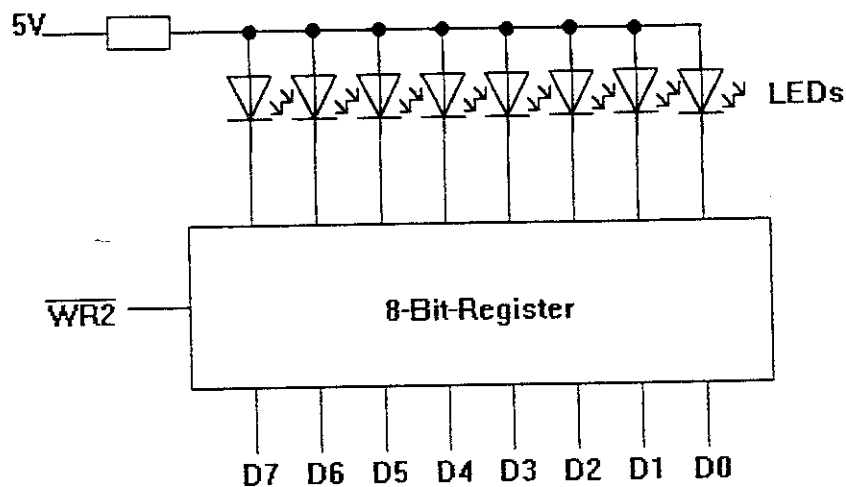 5V
LEDs
WR2
8-Bit-Register
D7 D6 D5 D4 D3 D2 D1 D0